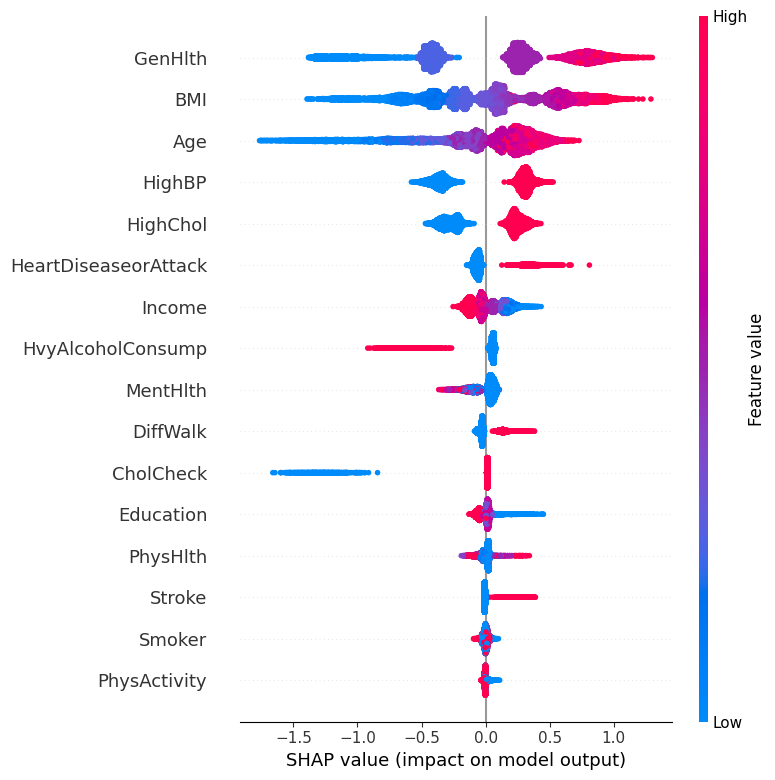 High
GenHlth
BMI
Age
HighBP
HighChol
HeartDiseaseorAttack
Income
HvyAlcoholConsump
MentHlth
DiffWalk
CholCheck
Education
PhysHlth
Stroke
Smoker
PhysActivity
Feature value
Low
−1.5 −1.0 −0.5 0.0 0.5 1.0
SHAP value (impact on model output)